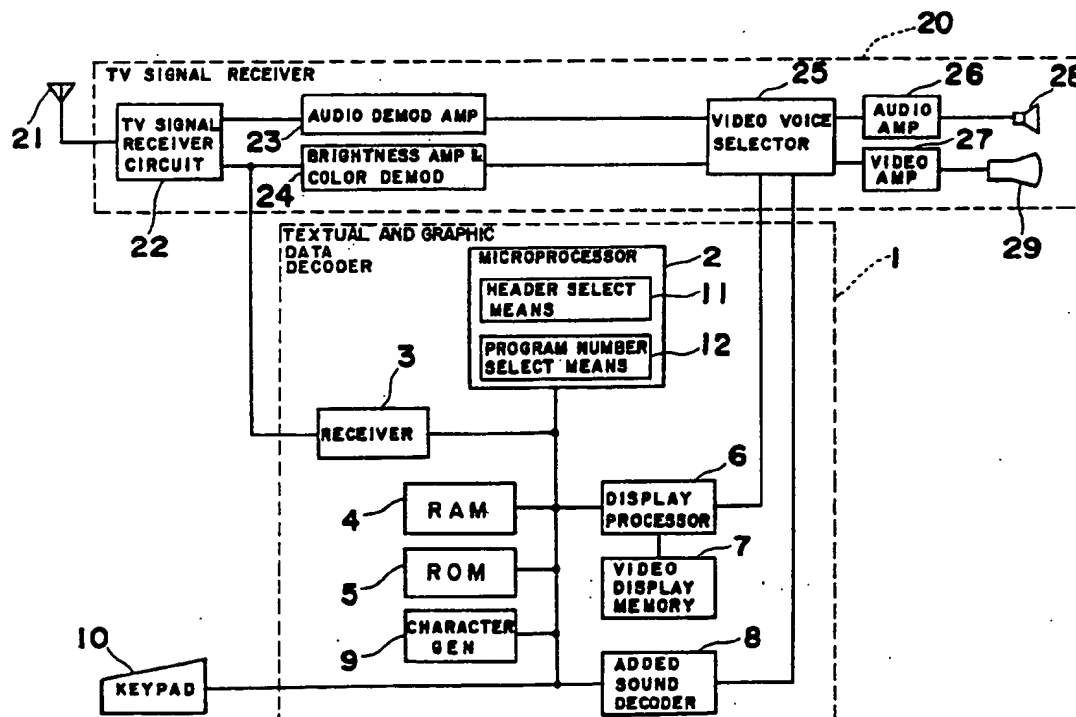 20
TV SIGNAL RECEIVER
25
26
28
21
TV SIGNAL
RECEIVER
CIRCUIT
AUDIO DEMOD AMP
23
VIDEO VOICE
SELECTOR
AUDIO
AMP
27
BRIGHTNESS AMP &
COLOR DEMOD
24
VIDEO
AMP
22
29
TEXTUAL AND GRAPHIC
DATA
DECODER
MICROPROCESSOR
2
1
HEADER SELECT
MEANS
11
PROGRAM NUMBER
SELECT MEANS
12
3
RECEIVER
6
4
RAM
DISPLAY
PROCESSOR
7
5
ROM
VIDEO
DISPLAY
MEMORY
9
CHARACTER
GEN
8
10
KEYPAD
ADDED
SOUND
DECODER